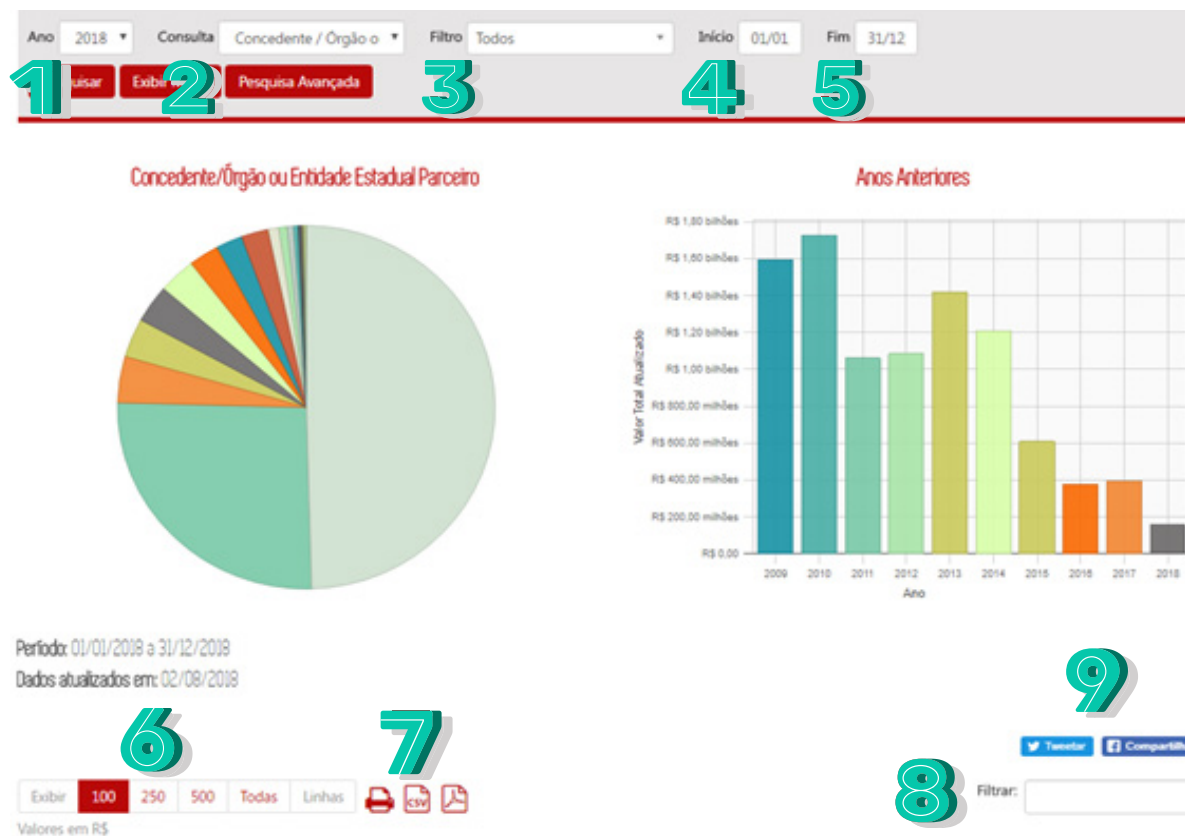 Ano 2018 Consulta Concedente / Órgão o Filtro Todos Início 01/01 Fim 31/12
1 2 3 4 5
uisar Exibir Pesquisa Avançada
Concedente/Órgão ou Entidade Estadual Parceiro
Anos Anteriores
R$ 1,80 bilhões
R$ 1,60 bilhões
R$ 1,40 bilhões
R$ 1,20 bilhões
R$ 1,00 bilhões
R$ 800,00 milhões
R$ 600,00 milhões
R$ 400,00 milhões
R$ 200,00 milhões
R$ 0,00
Valor Total Atualizado
2009 2010 2011 2012 2013 2014 2015 2016 2017 2018
Ano
Período: 01/01/2018 a 31/12/2018
Dados atualizados em: 02/08/2018
6 7 9
Tweetar Compartilh
8
Exibir 100 250 500 Todas Linhas CSV
Filtrar:
Valores em R$